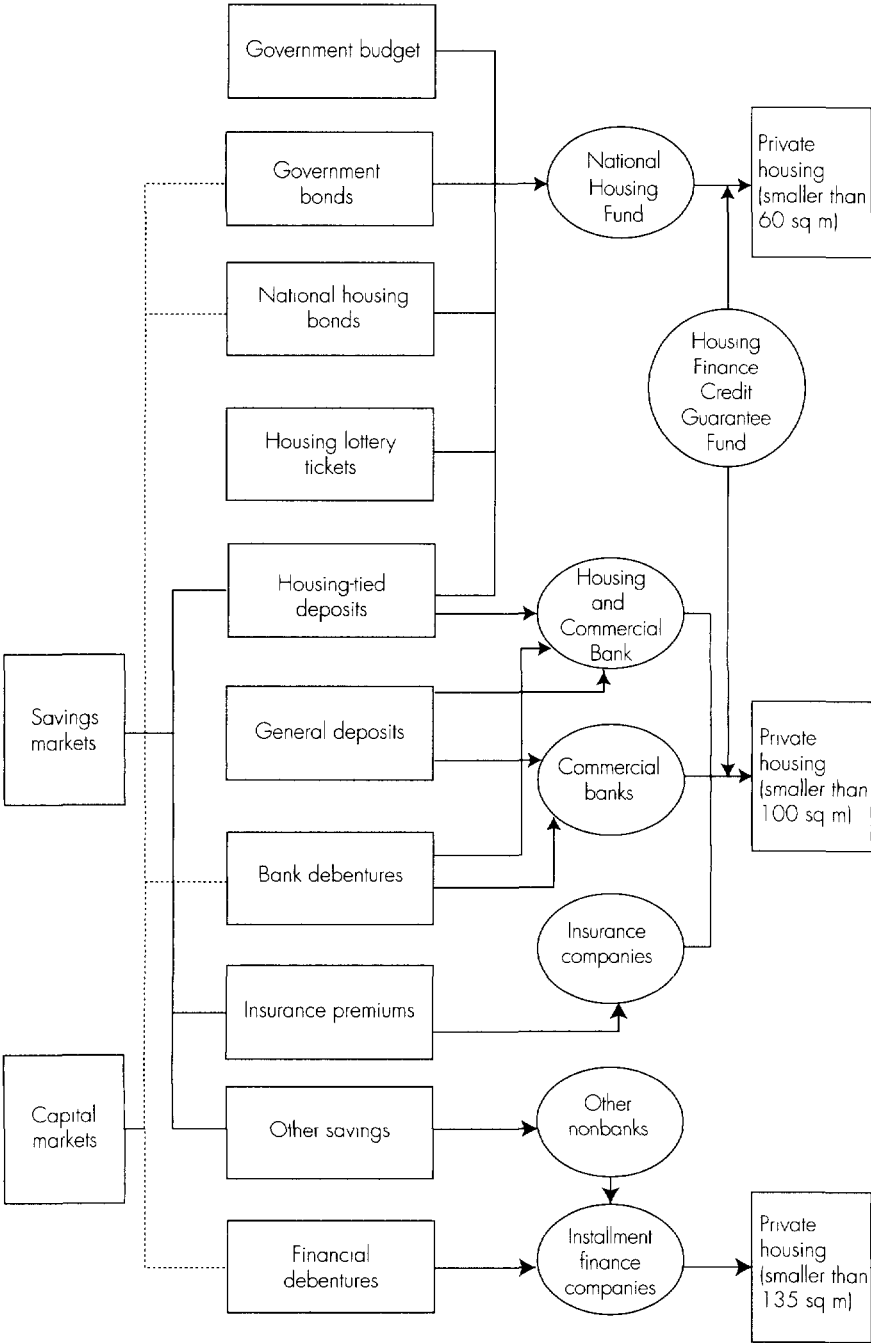 Government budget
Government
bonds
National
Housing
Fund
Private
housing
(smaller than
60 sq m)
National housing
bonds
Housing
Finance
Credit
Guarantee
Fund
Housing lottery
tickets
Housing-tied
deposits
Housing
and
Commercial
Bank
Savings
markets
General deposits
Commercial
banks
Private
housing
(smaller than
100 sq m)
Bank debentures
Insurance
companies
Insurance premiums
Capital
markets
Other savings
Other
nonbanks
Financial
debentures
Installment
finance
companies
Private
housing
(smaller than
135 sq m)